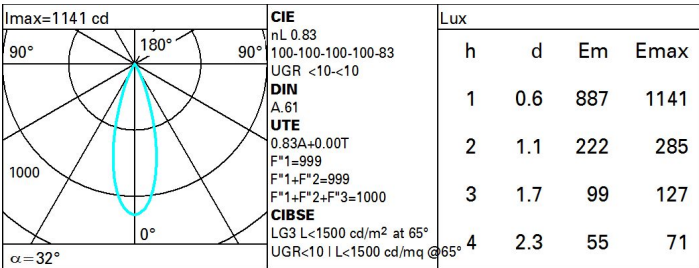 Imax=1141 cd
90° 180° 90°
1000
0°
α=32°
CIE
nL 0.83
100-100-100-100-83
UGR <10-<10
DIN
A.61
UTE
0.83A+0.00T
F"1=999
F"1+F"2=999
F"1+F"2+F"3=1000
CIBSE
LG3 L<1500 cd/m² at 65°
UGR<10 | L<1500 cd/mq @65°
Lux
h d Em Emax
1 0.6 887 1141
2 1.1 222 285
3 1.7 99 127
4 2.3 55 71